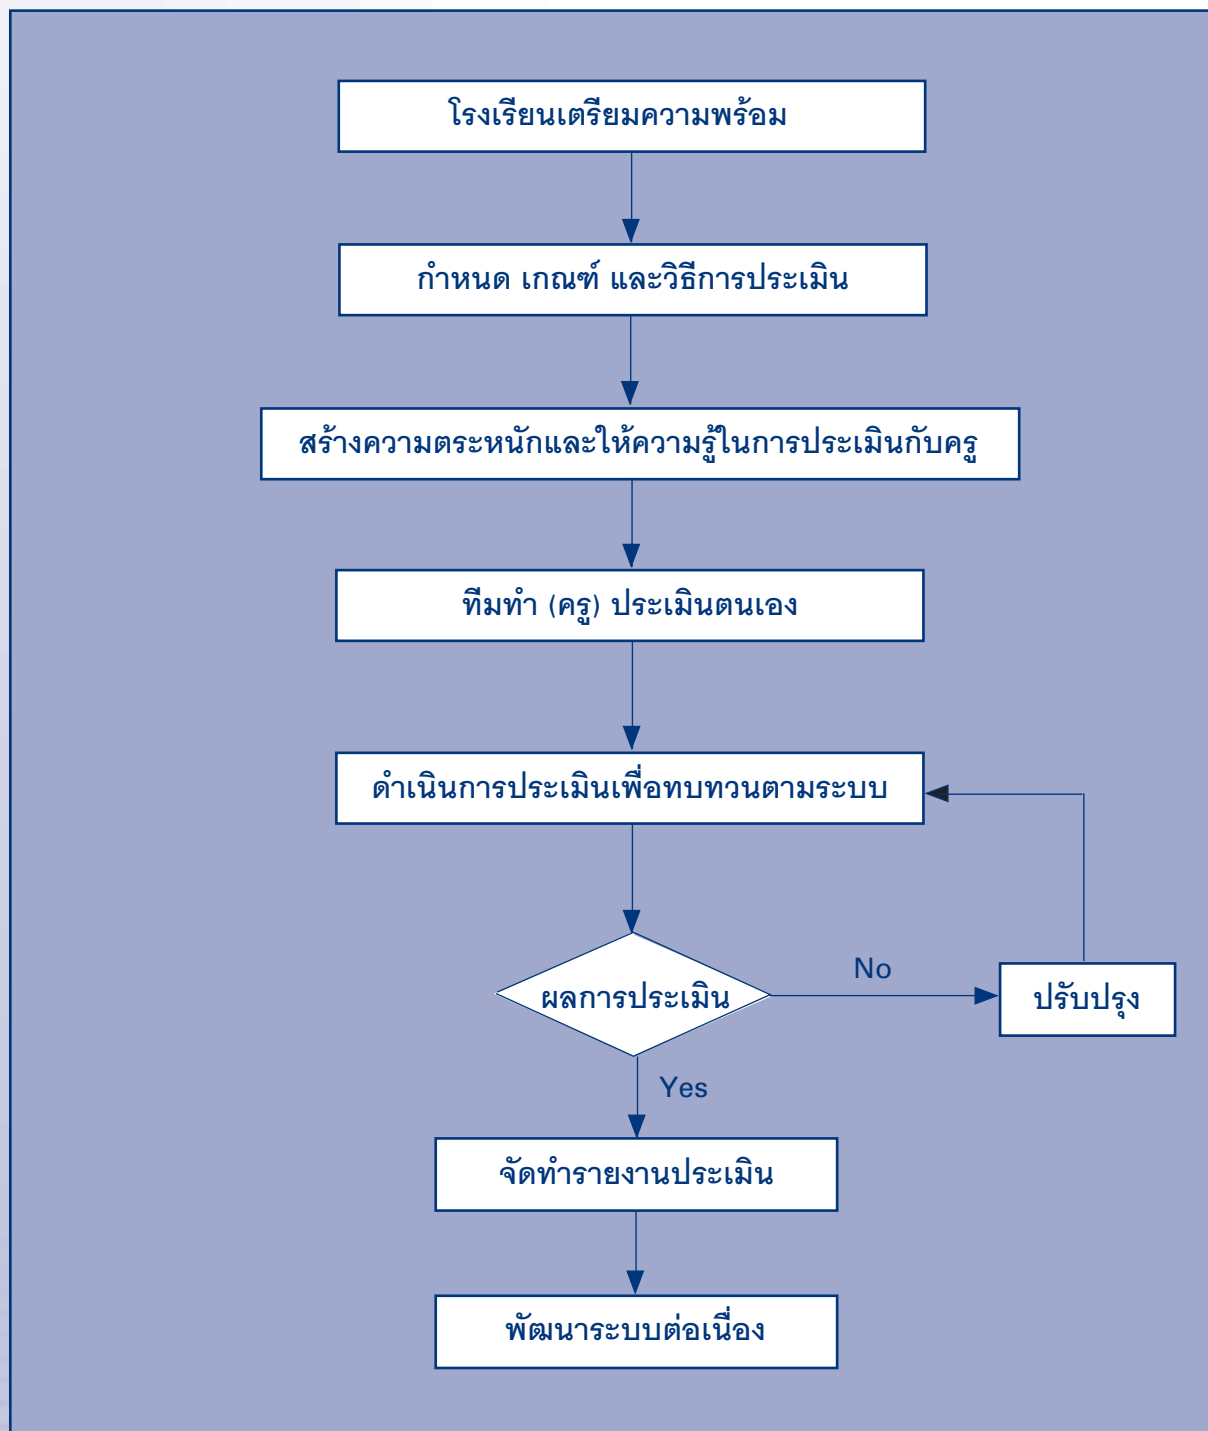 โรงเรียนเตรียมความพร้อม
กำหนด เกณฑ์ และวิธีการประเมิน
สร้างความตระหนักและให้ความรู้ในการประเมินกับครู
ทีมทำ (ครู) ประเมินตนเอง
ดำเนินการประเมินเพื่อทบทวนตามระบบ
ผลการประเมิน
No
ปรับปรุง
Yes
จัดทำรายงานประเมิน
พัฒนาระบบต่อเนื่อง